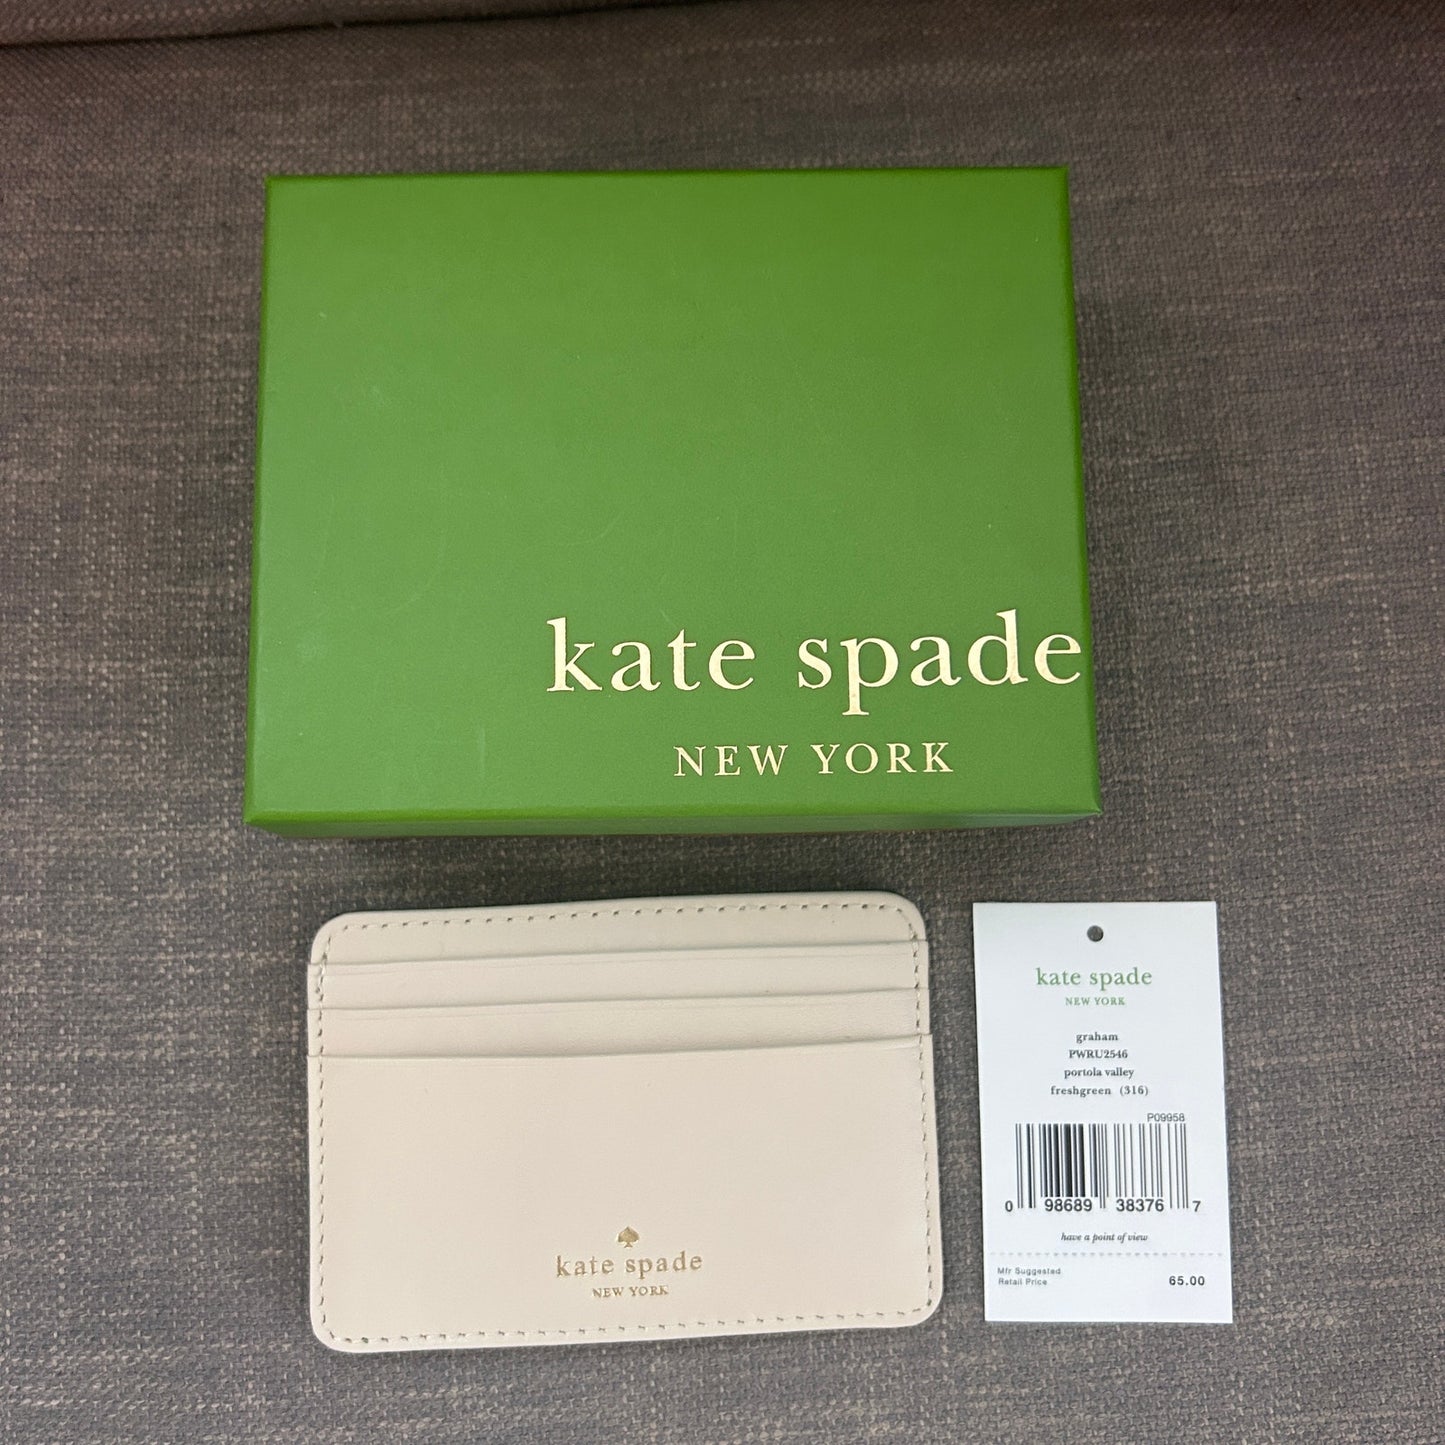 kate spade
NEW YORK
kate spade
NEW YORK
kate spade
NEW YORK
graham
PWRU2546
portola valley
freshgreen (316)
P09958
0 98689 38376 7
have a point of view
Mfr Suggested
Retail Price 65.00